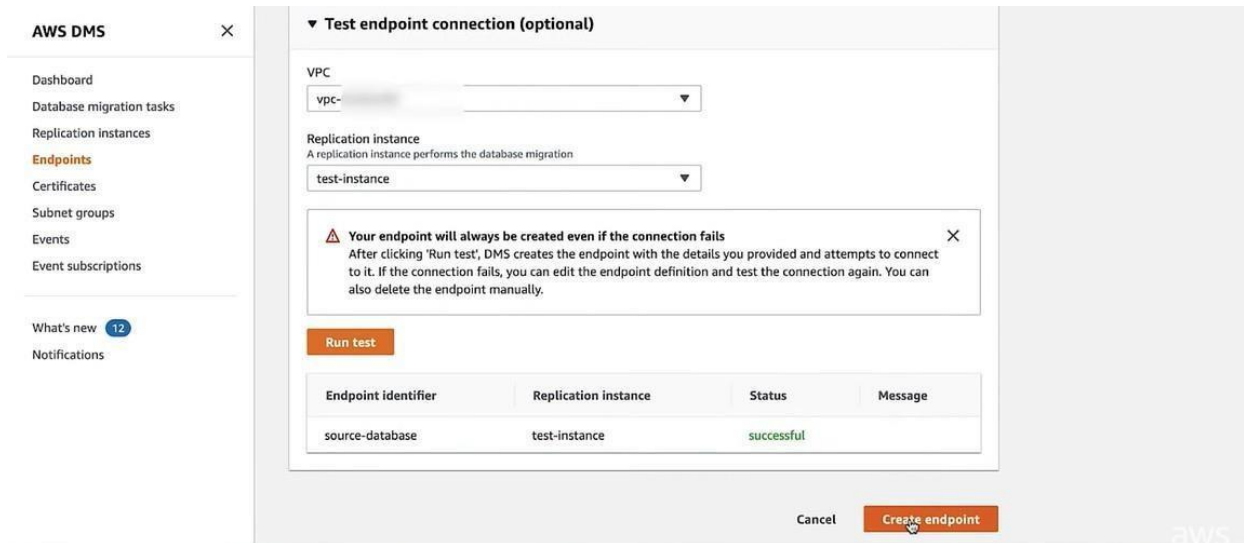 AWS DMS
Dashboard
Database migration tasks
Replication instances
Endpoints
Certificates
Subnet groups
Events
Event subscriptions
What's new 12
Notifications
Test endpoint connection (optional)
VPC
vpc-
Replication instance
A replication instance performs the database migration
test-instance
Your endpoint will always be created even if the connection fails
After clicking 'Run test', DMS creates the endpoint with the details you provided and attempts to connect
to it. If the connection fails, you can edit the endpoint definition and test the connection again. You can
also delete the endpoint manually.
Run test
Endpoint identifier Replication instance Status Message
source-database test-instance successful
Cancel Create endpoint
aws